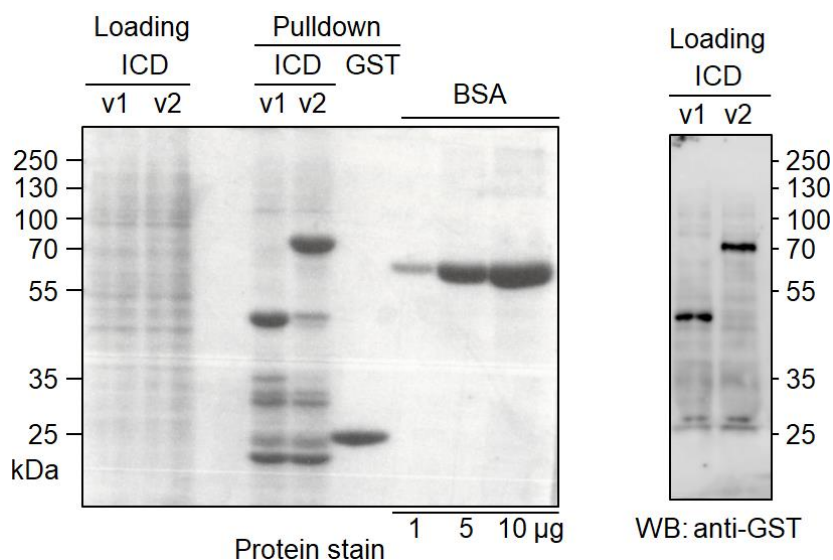 Loading
Pulldown
ICD
ICD
GST
v1
v2
v1
v2
BSA
250
130
100
70
55
35
25
kDa
1
5
10 µg
Protein stain
Loading
ICD
v1
v2
250
130
100
70
55
35
25
WB: anti-GST